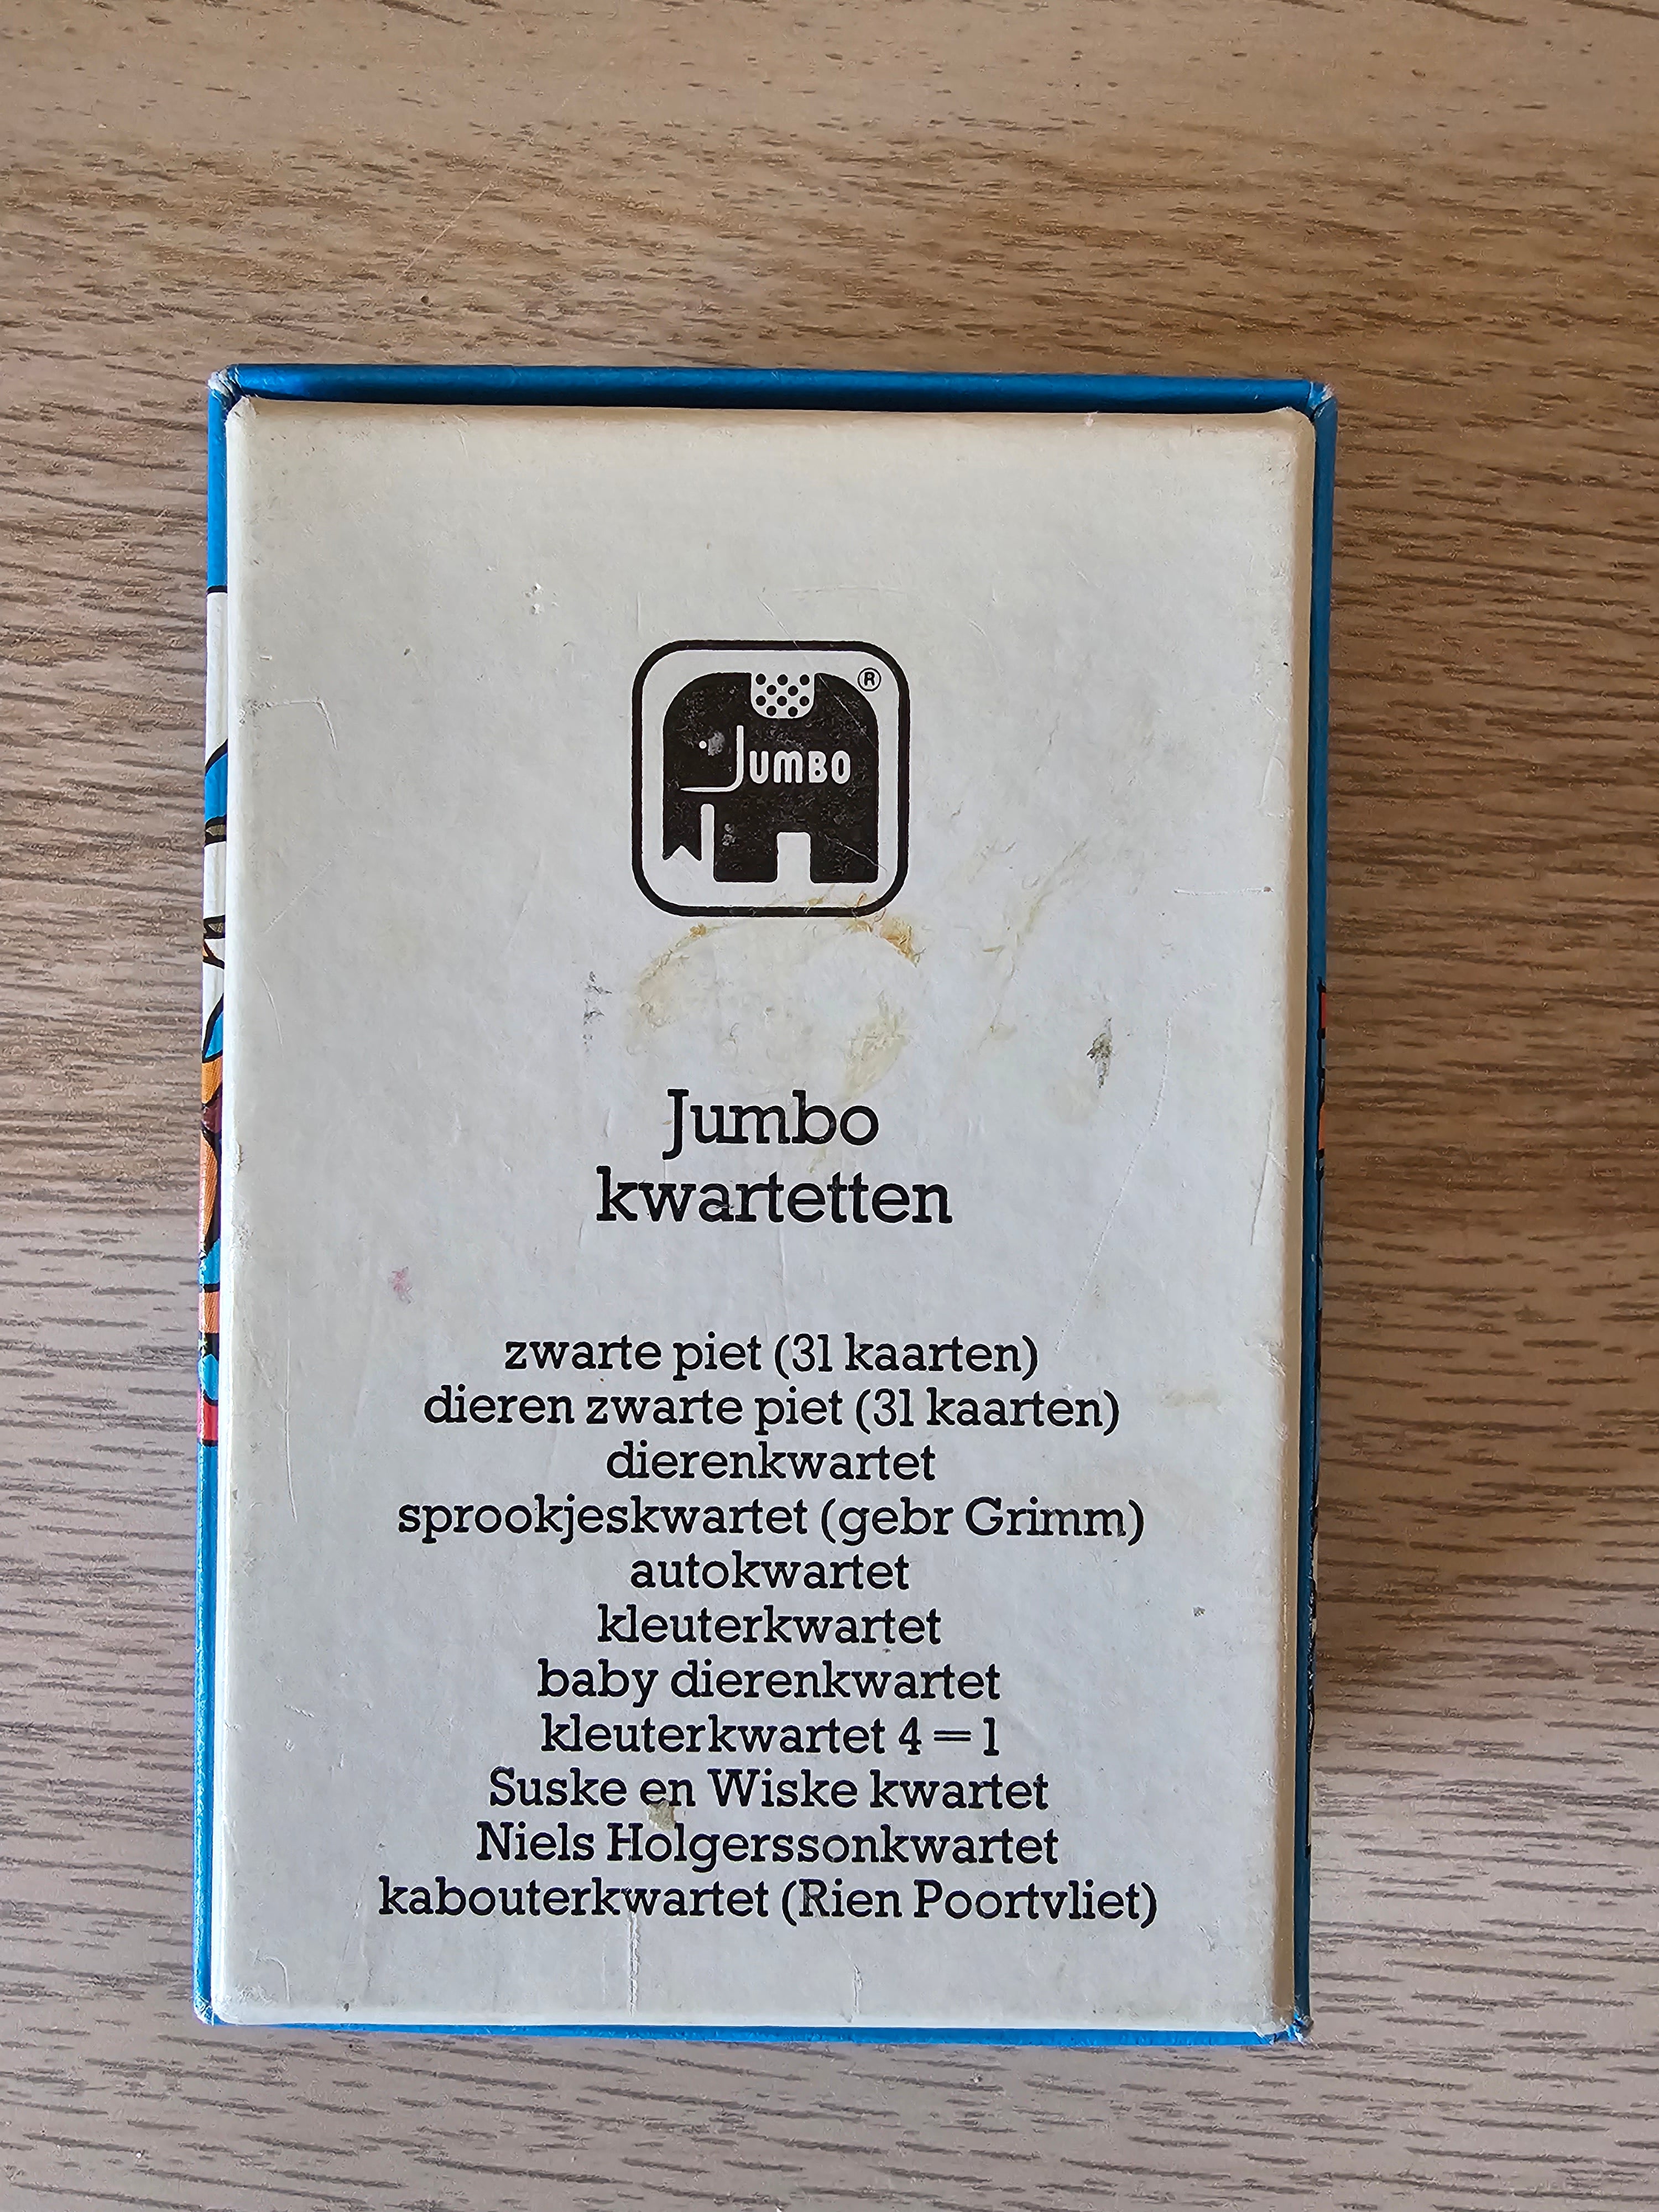 ®
JUMBO
Jumbo
kwartetten
zwarte piet (31 kaarten)
dieren zwarte piet (31 kaarten)
dierenkwartet
sprookjeskwartet (gebr Grimm)
autokwartet
kleuterkwartet
baby dierenkwartet
kleuterkwartet 4 = 1
Suske en Wiske kwartet
Niels Holgerssonkwartet
kabouterkwartet (Rien Poortvliet)